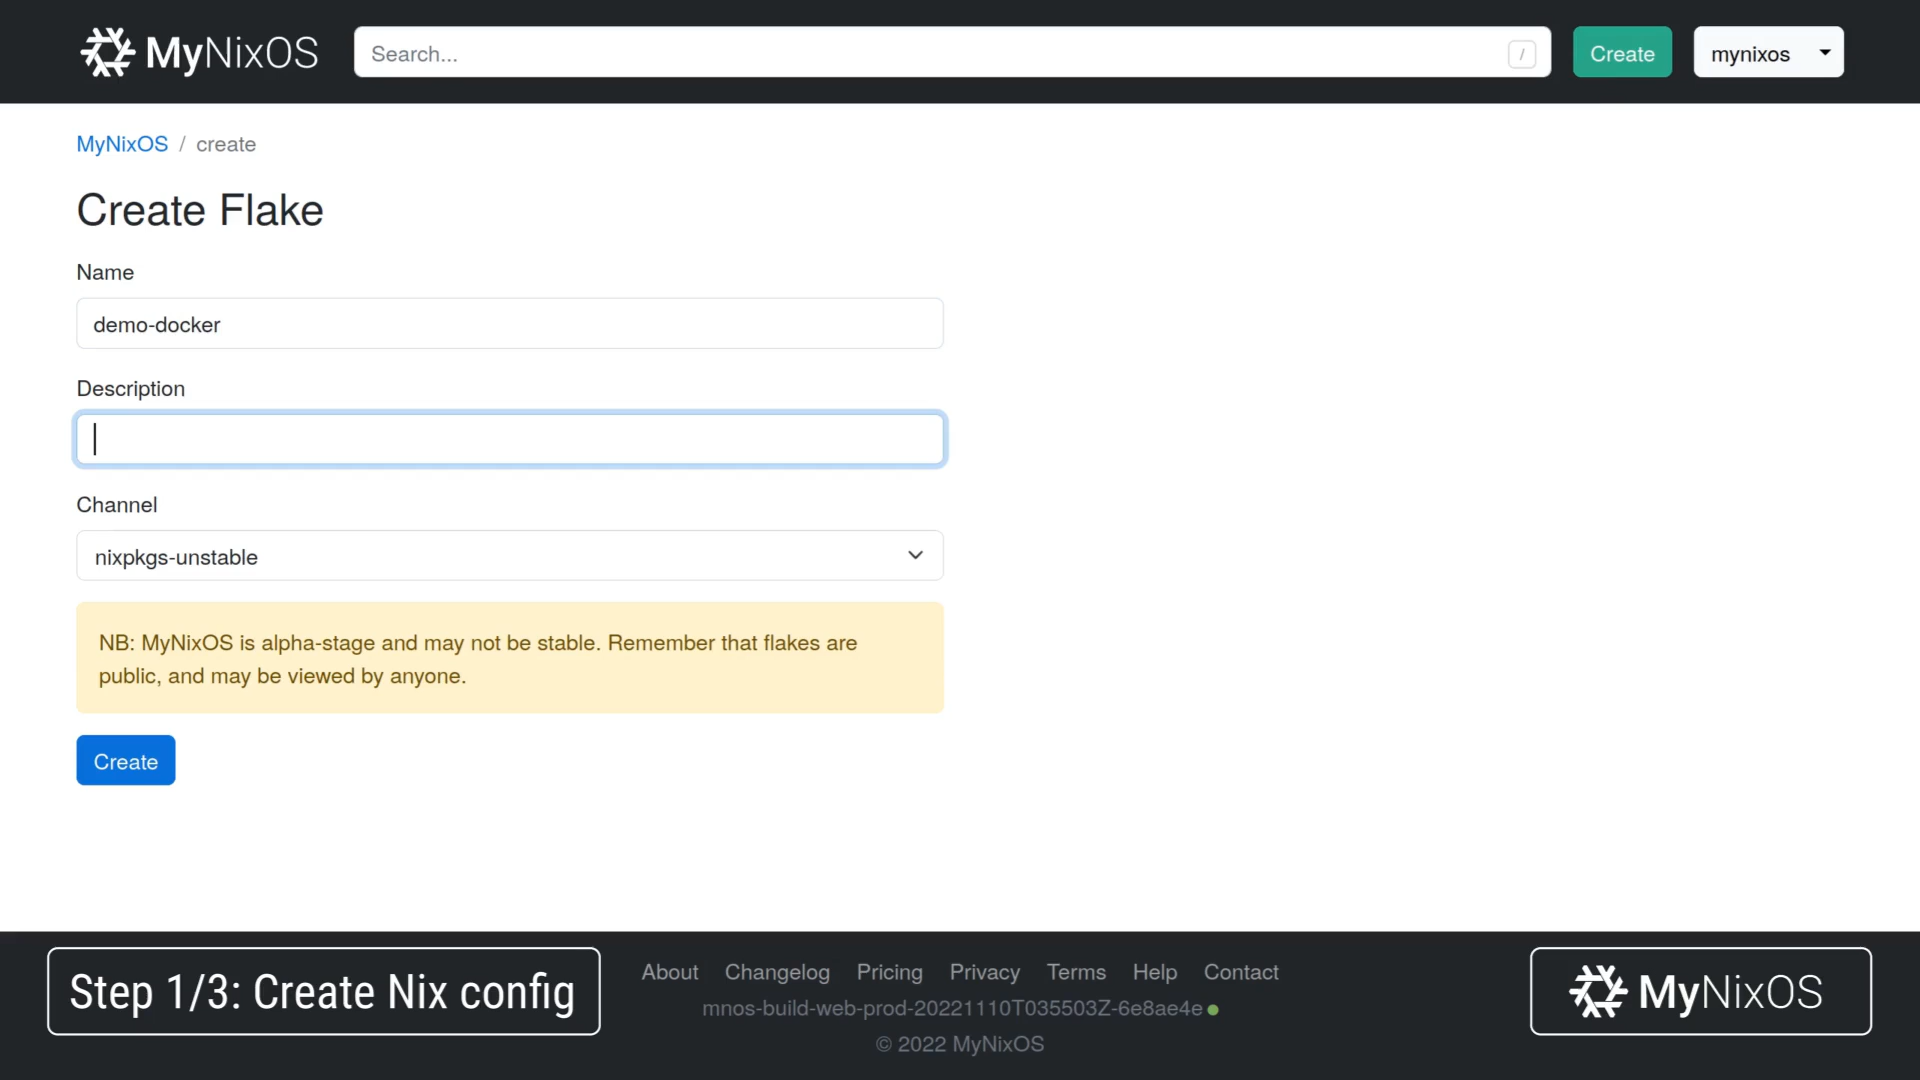 MyNixOS
Search...
/
Create
mynixos
MyNixOS / create
Create Flake
Name
demo-docker
Description
Channel
nixpkgs-unstable
NB: MyNixOS is alpha-stage and may not be stable. Remember that flakes are
public, and may be viewed by anyone.
Create
Step 1/3: Create Nix config
About Changelog Pricing Privacy Terms Help Contact
mnos-build-web-prod-20221110T035503Z-6e8ae4e
© 2022 MyNixOS
MyNixOS